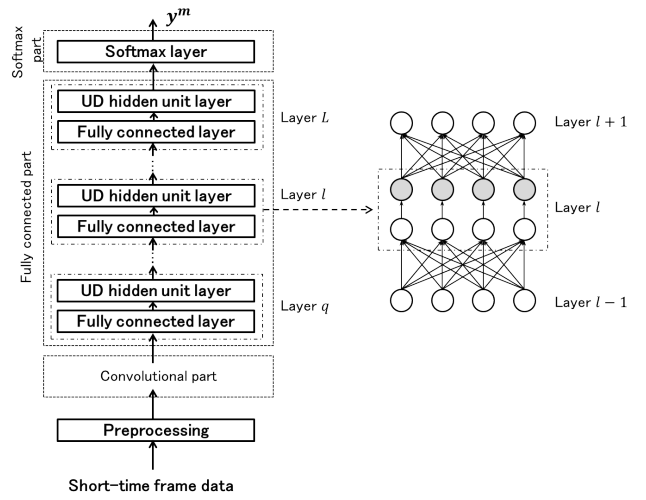 y^m
Softmax part
Softmax layer
Fully connected part
UD hidden unit layer
Fully connected layer
Layer L
UD hidden unit layer
Fully connected layer
Layer l
UD hidden unit layer
Fully connected layer
Layer q
Convolutional part
Preprocessing
Short-time frame data
Layer l + 1
Layer l
Layer l − 1